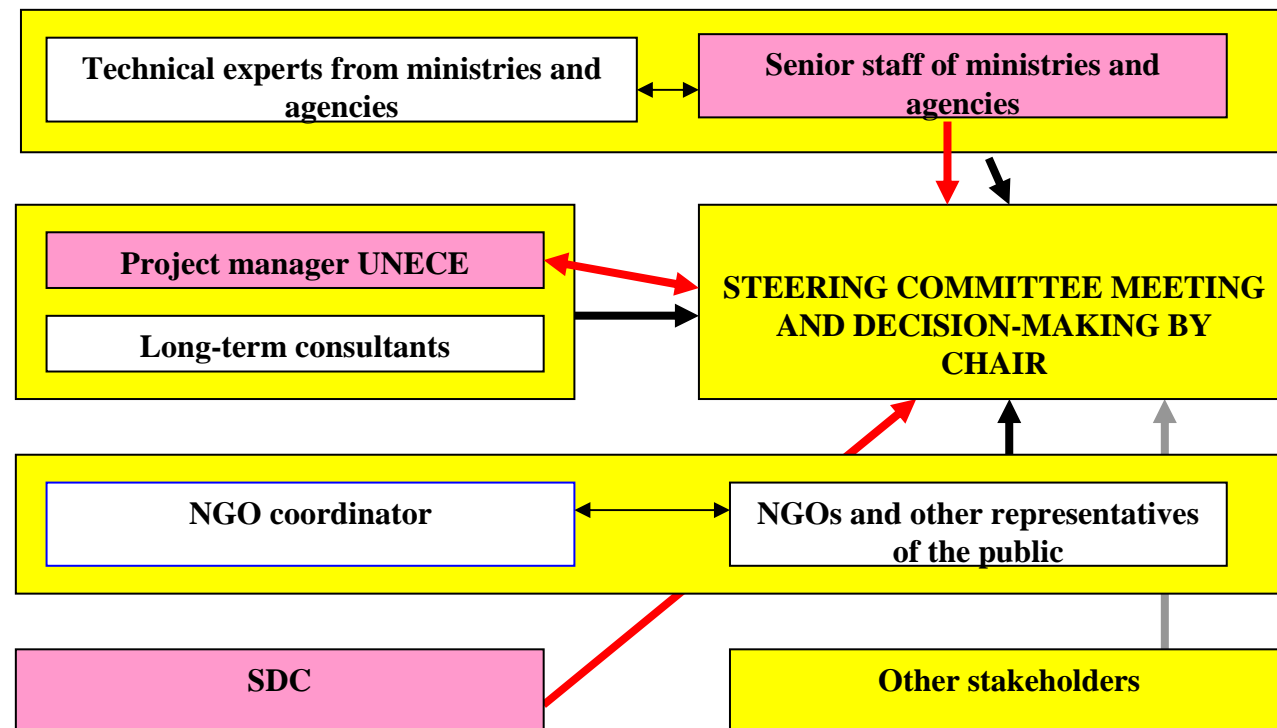 Technical experts from ministries and
agencies
Senior staff of ministries and
agencies
Project manager UNECE
Long-term consultants
STEERING COMMITTEE MEETING
AND DECISION-MAKING BY
CHAIR
NGO coordinator
NGOs and other representatives
of the public
SDC
Other stakeholders